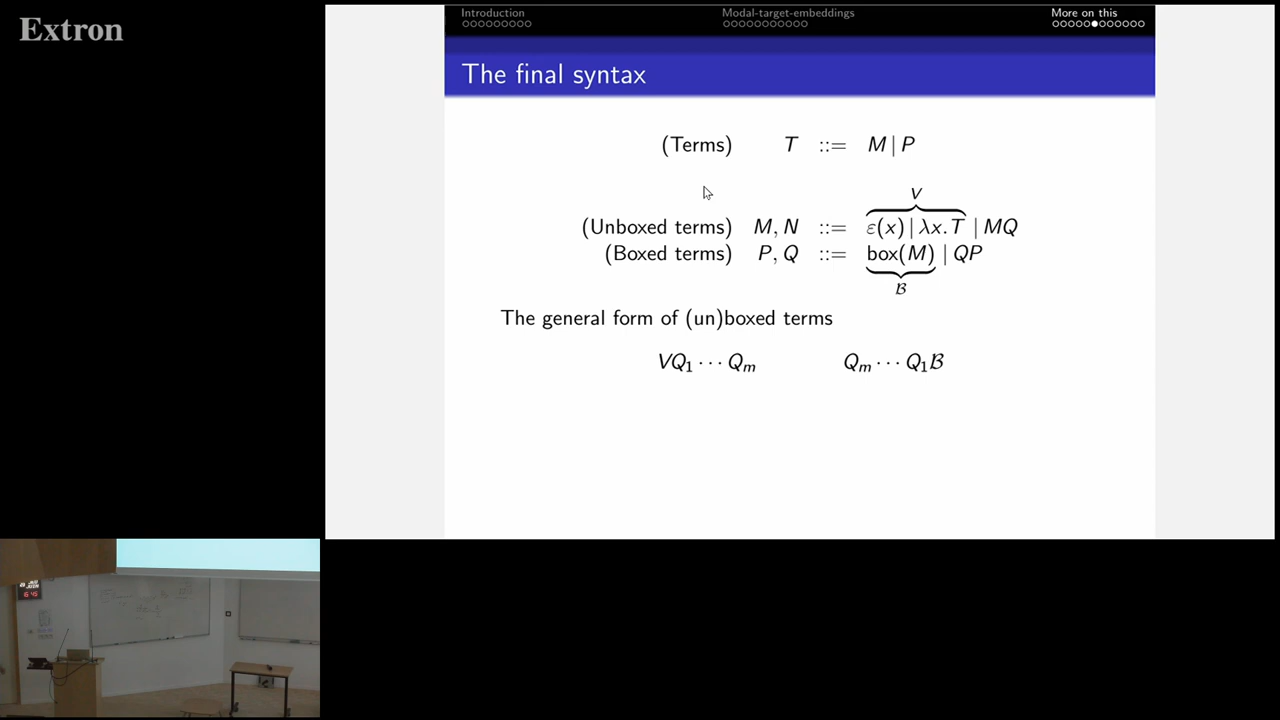 Extron
Introduction Modal-target-embeddings More on this
The final syntax
(Terms) T ::= M | P
V
(Unboxed terms) M, N ::= ε(x) | λx.T | MQ
(Boxed terms) P, Q ::= box(M) | QP
ℬ
The general form of (un)boxed terms
VQ₁ ⋯ Qₘ Qₘ ⋯ Q₁ℬ